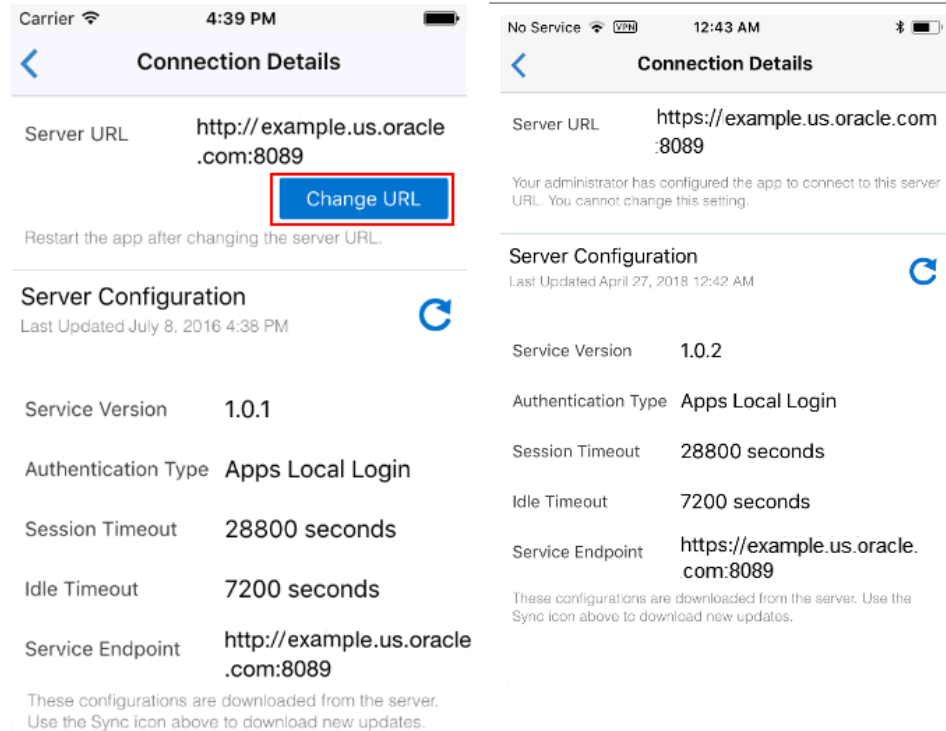 Carrier 4:39 PM
Connection Details
Server URL http://example.us.oracle
.com:8089
Change URL
Restart the app after changing the server URL.
Server Configuration
Last Updated July 8, 2016 4:38 PM
Service Version 1.0.1
Authentication Type Apps Local Login
Session Timeout 28800 seconds
Idle Timeout 7200 seconds
Service Endpoint http://example.us.oracle
.com:8089
These configurations are downloaded from the server.
Use the Sync icon above to download new updates.
No Service VPN 12:43 AM
Connection Details
Server URL https://example.us.oracle.com
:8089
Your administrator has configured the app to connect to this server
URL. You cannot change this setting.
Server Configuration
Last Updated April 27, 2018 12:42 AM
Service Version 1.0.2
Authentication Type Apps Local Login
Session Timeout 28800 seconds
Idle Timeout 7200 seconds
Service Endpoint https://example.us.oracle.
com:8089
These configurations are downloaded from the server. Use the
Sync icon above to download new updates.